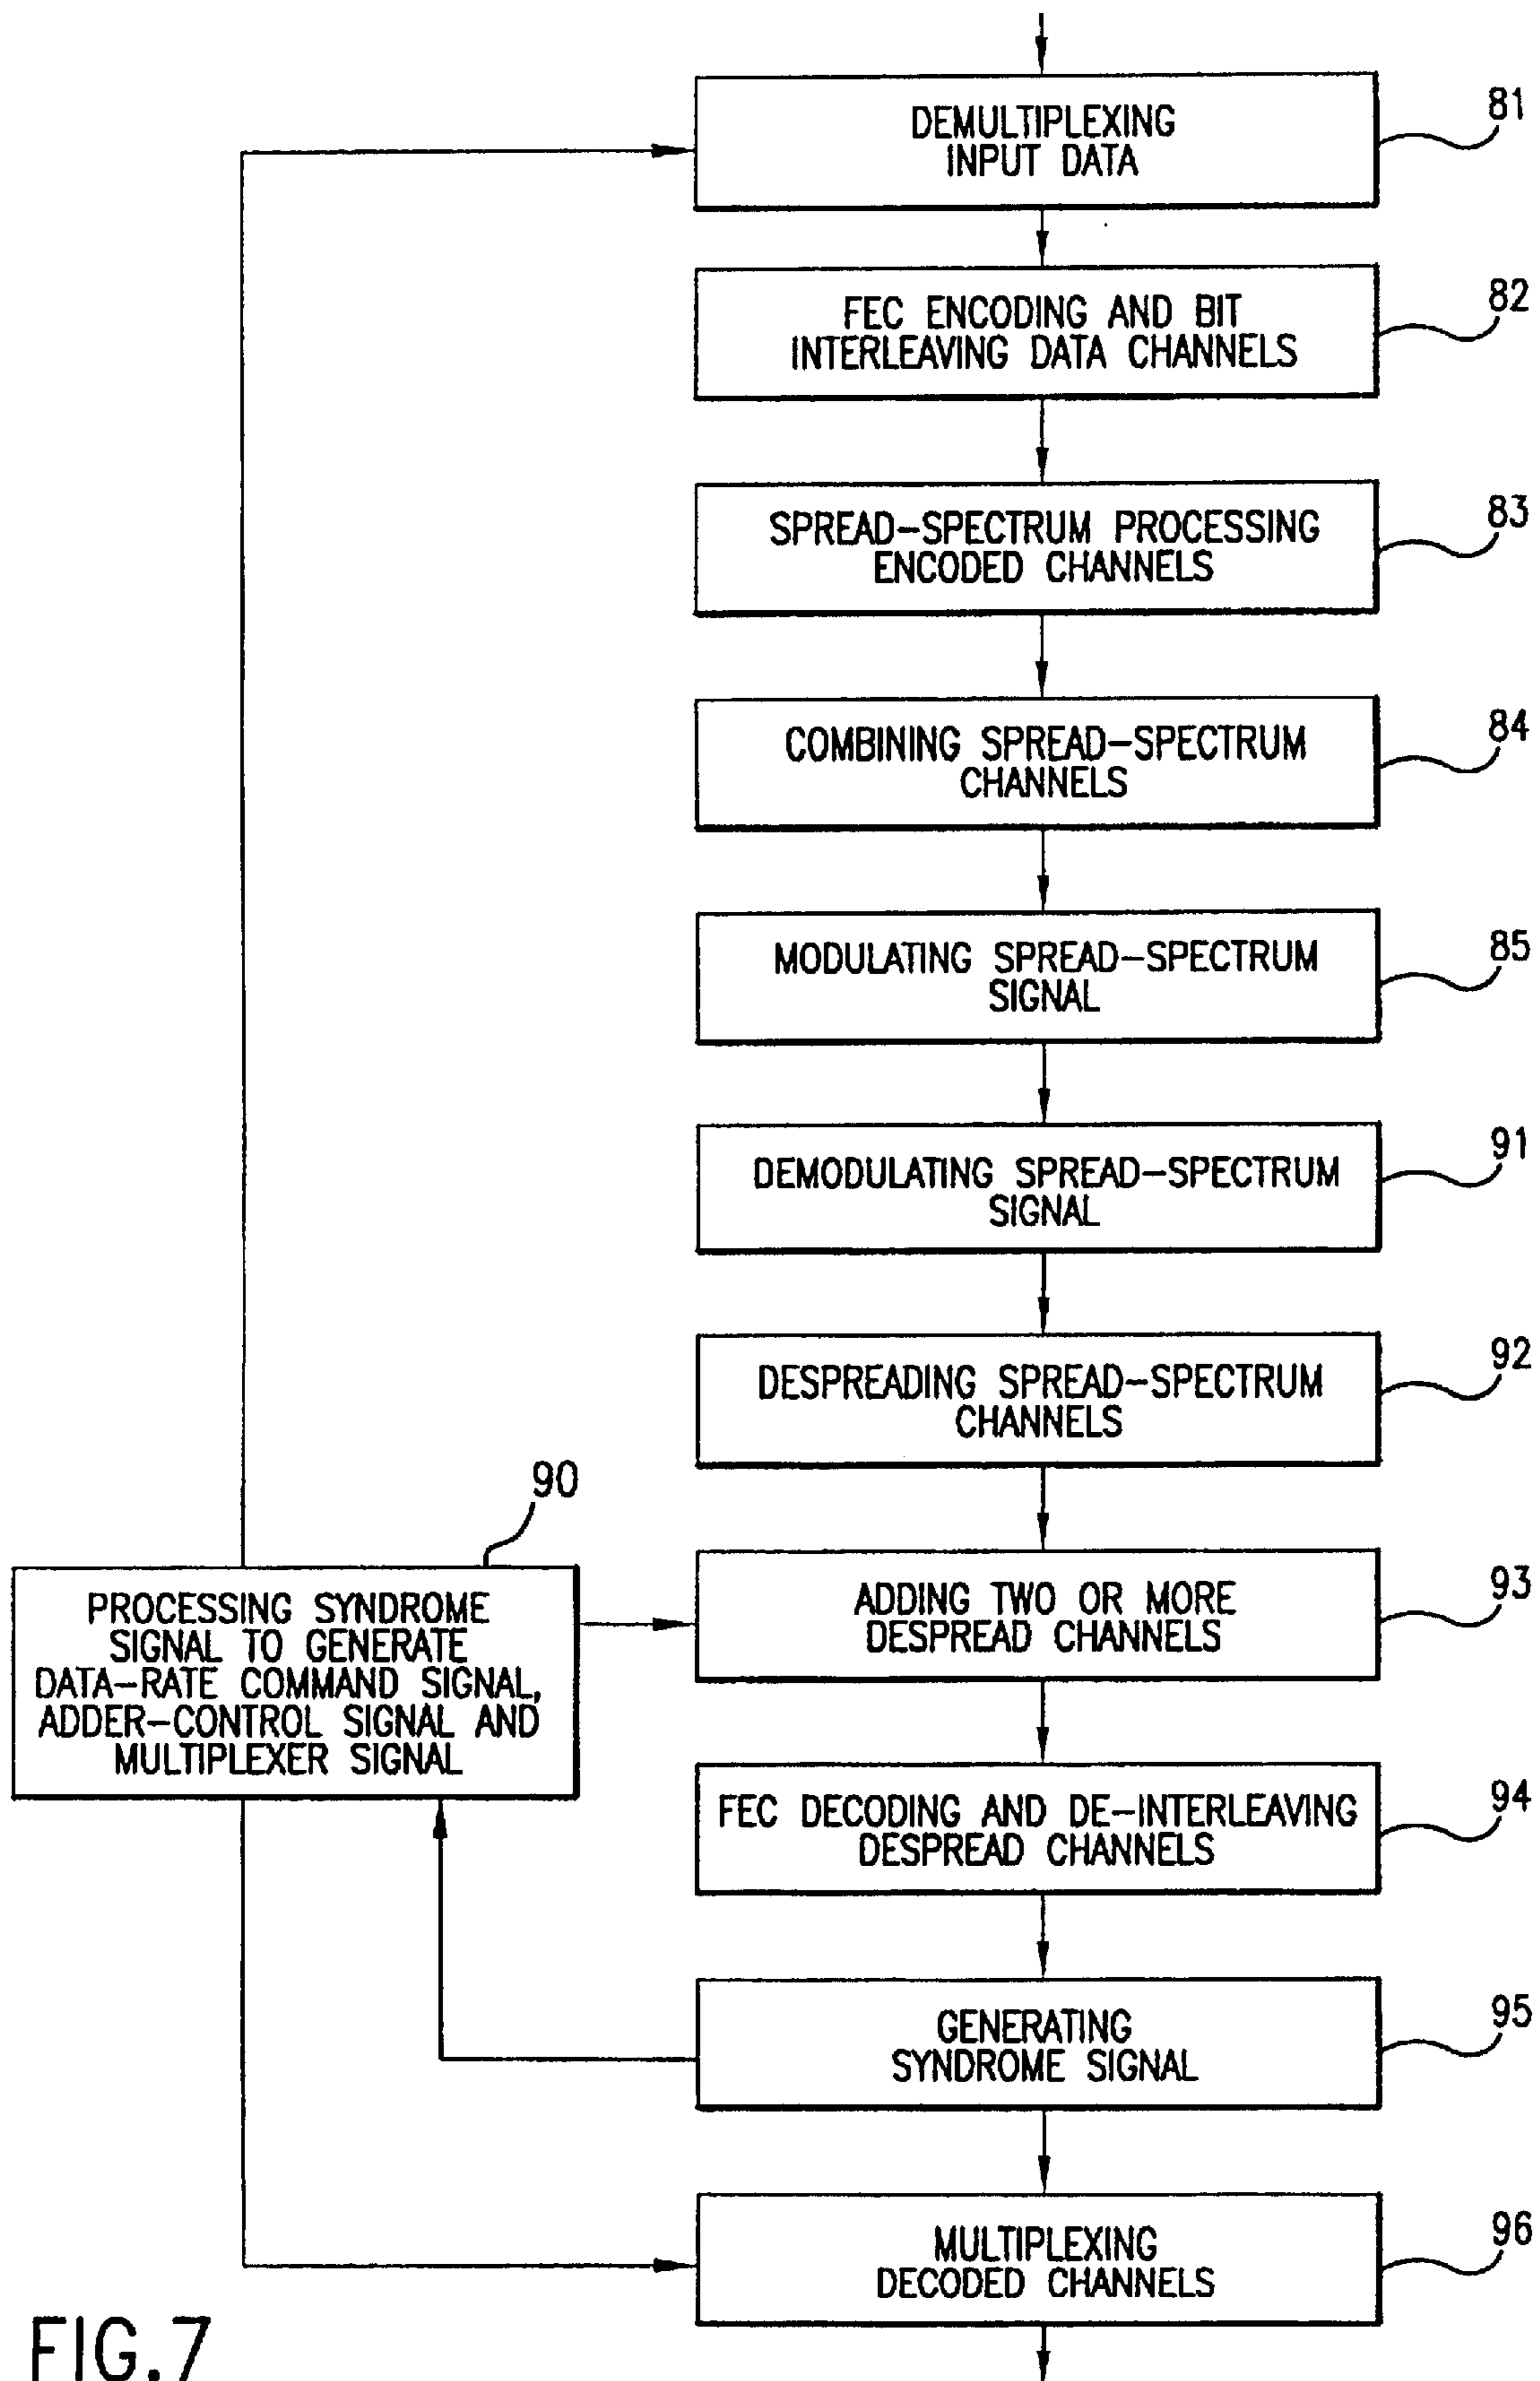 DEMULTIPLEXING
INPUT DATA
81
FEC ENCODING AND BIT
INTERLEAVING DATA CHANNELS
82
SPREAD-SPECTRUM PROCESSING
ENCODED CHANNELS
83
COMBINING SPREAD-SPECTRUM
CHANNELS
84
MODULATING SPREAD-SPECTRUM
SIGNAL
85
DEMODULATING SPREAD-SPECTRUM
SIGNAL
91
DESPREADING SPREAD-SPECTRUM
CHANNELS
92
90
PROCESSING SYNDROME
SIGNAL TO GENERATE
DATA-RATE COMMAND SIGNAL,
ADDER-CONTROL SIGNAL AND
MULTIPLEXER SIGNAL
ADDING TWO OR MORE
DESPREAD CHANNELS
93
FEC DECODING AND DE-INTERLEAVING
DESPREAD CHANNELS
94
GENERATING
SYNDROME SIGNAL
95
MULTIPLEXING
DECODED CHANNELS
96
FIG.7